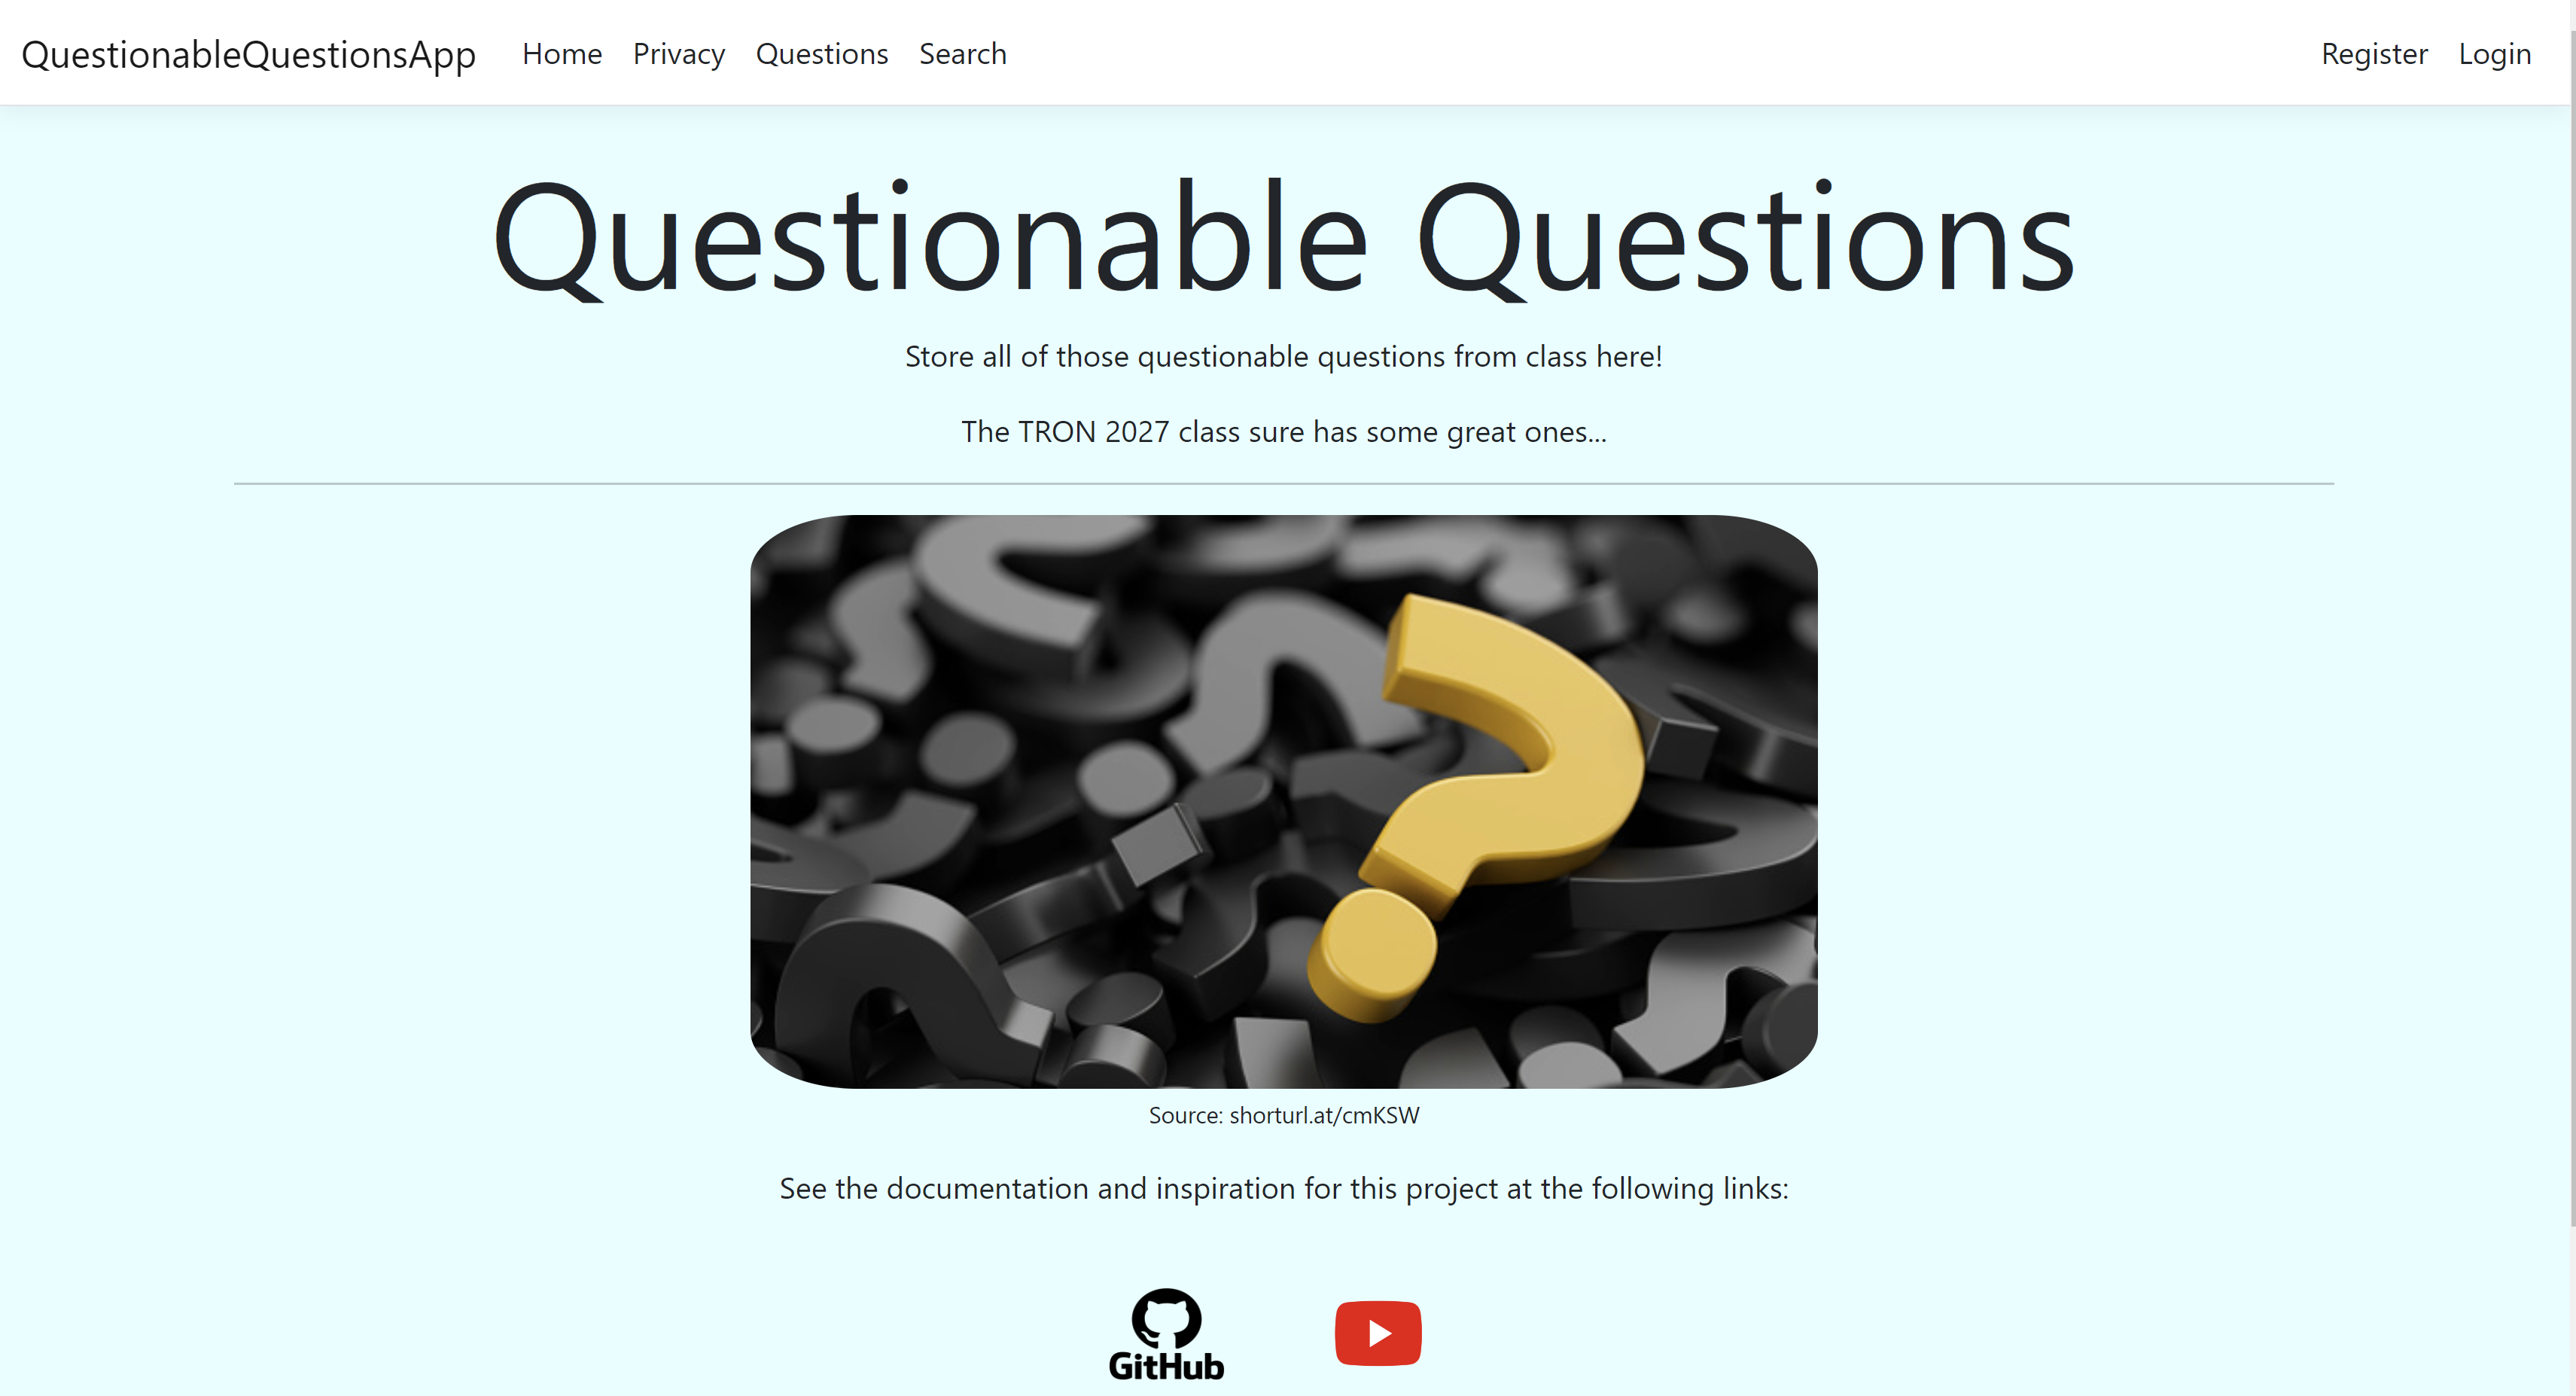 QuestionableQuestionsApp Home Privacy Questions Search Register Login
Questionable Questions
Store all of those questionable questions from class here!
The TRON 2027 class sure has some great ones...
Source: shorturl.at/cmKSW
See the documentation and inspiration for this project at the following links:
GitHub